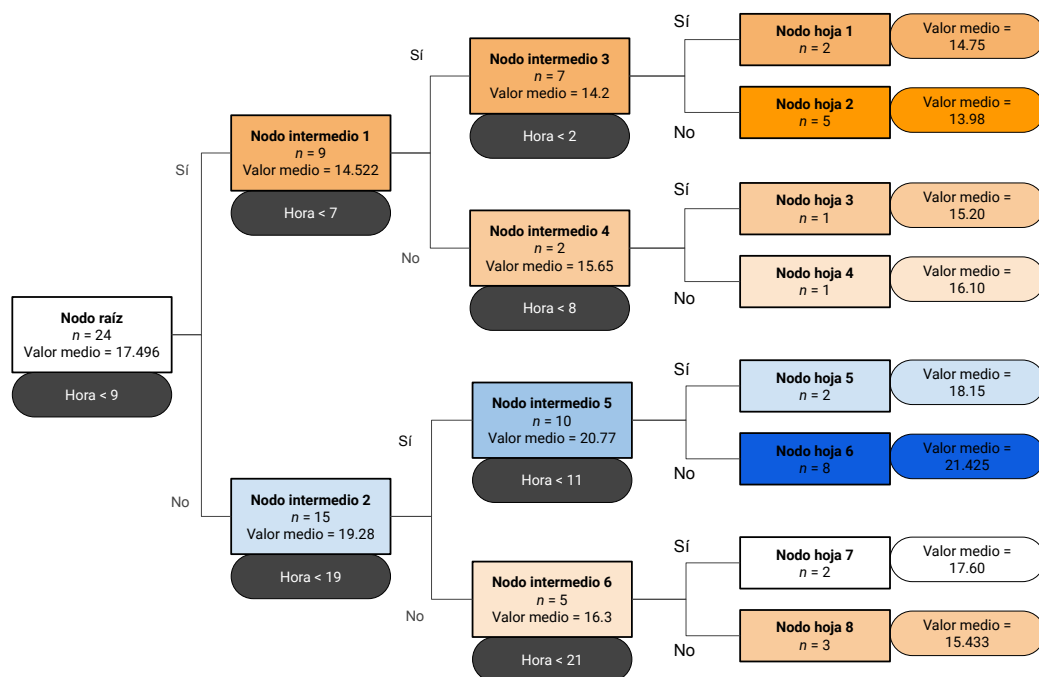 Nodo raíz
n = 24
Valor medio = 17.496
Hora < 9
Sí
No
Nodo intermedio 1
n = 9
Valor medio = 14.522
Hora < 7
Nodo intermedio 2
n = 15
Valor medio = 19.28
Hora < 19
Sí
No
Nodo intermedio 3
n = 7
Valor medio = 14.2
Hora < 2
Nodo intermedio 4
n = 2
Valor medio = 15.65
Hora < 8
Sí
No
Nodo intermedio 5
n = 10
Valor medio = 20.77
Hora < 11
Nodo intermedio 6
n = 5
Valor medio = 16.3
Hora < 21
Sí
No
Nodo hoja 1
n = 2
Valor medio =
14.75
Nodo hoja 2
n = 5
Valor medio =
13.98
Sí
No
Nodo hoja 3
n = 1
Valor medio =
15.20
Nodo hoja 4
n = 1
Valor medio =
16.10
Sí
No
Nodo hoja 5
n = 2
Valor medio =
18.15
Nodo hoja 6
n = 8
Valor medio =
21.425
Sí
No
Nodo hoja 7
n = 2
Valor medio =
17.60
Nodo hoja 8
n = 3
Valor medio =
15.433